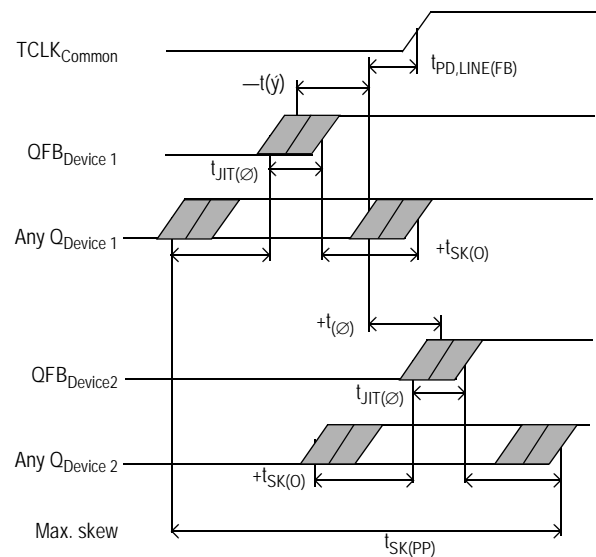 TCLKCommon
tPD,LINE(FB)
—t(ý)
QFBDevice 1
tJIT(∅)
Any QDevice 1
+tSK(O)
+t(∅)
QFBDevice2
tJIT(∅)
Any QDevice 2
+tSK(O)
Max. skew
tSK(PP)